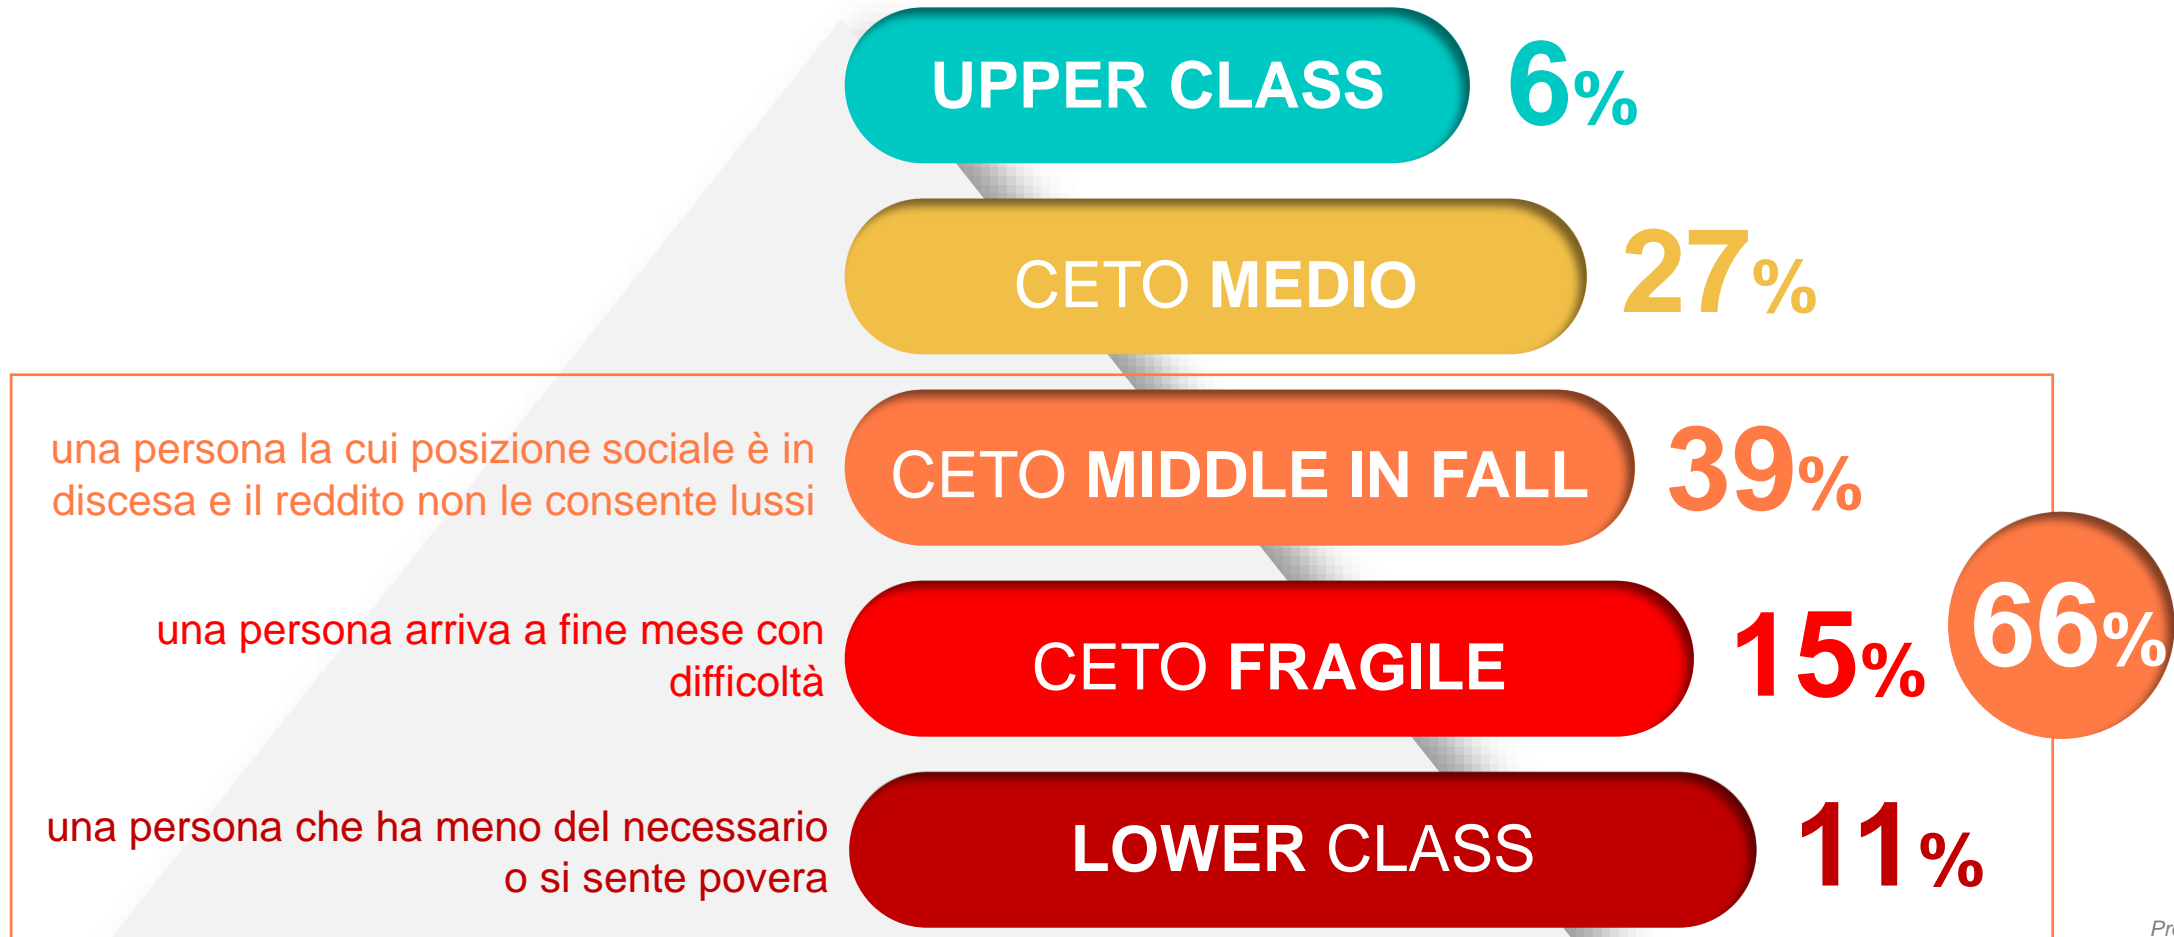 UPPER CLASS
6%
CETO MEDIO
27%
una persona la cui posizione sociale è in
discesa e il reddito non le consente lussi
CETO MIDDLE IN FALL
39%
una persona arriva a fine mese con
difficoltà
CETO FRAGILE
15%
66%
una persona che ha meno del necessario
o si sente povera
LOWER CLASS
11%